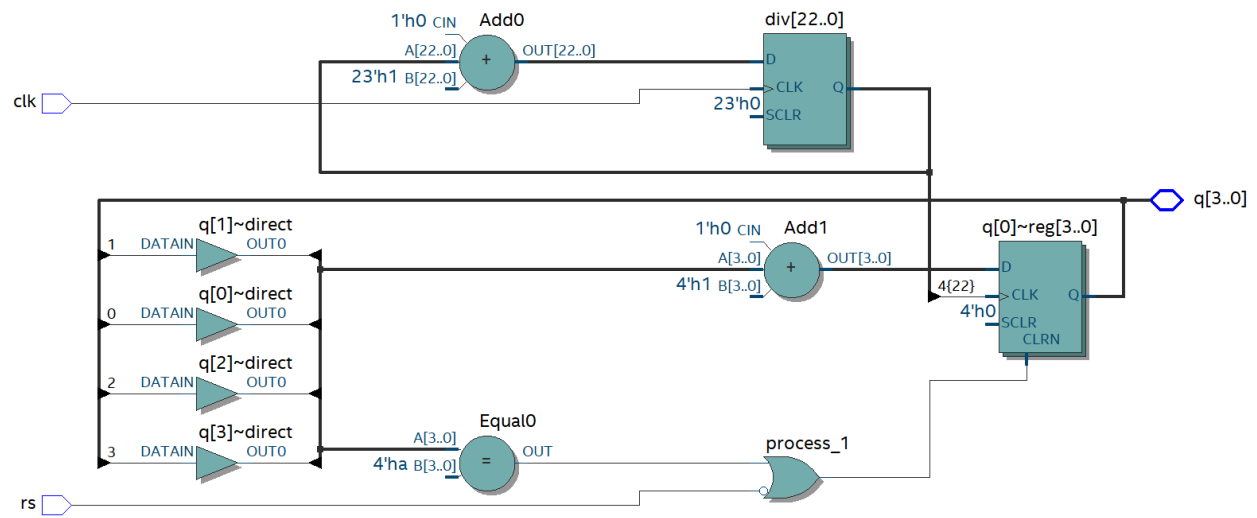 1'h0 CIN Add0 div[22..0]
A[22..0] OUT[22..0]
+ D
23'h1 B[22..0]
clk CLK Q
23'h0 SCLR
q[3..0]
q[1]~direct 1'h0 CIN Add1 q[0]~reg[3..0]
1 DATAIN OUT0
A[3..0] OUT[3..0]
+ D
4'h1 B[3..0] 4{22} CLK Q
q[0]~direct
0 DATAIN OUT0 4'h0 SCLR
CLRN
q[2]~direct
2 DATAIN OUT0
q[3]~direct Equal0
A[3..0] OUT process_1
3 DATAIN OUT0
4'ha B[3..0] =
rs